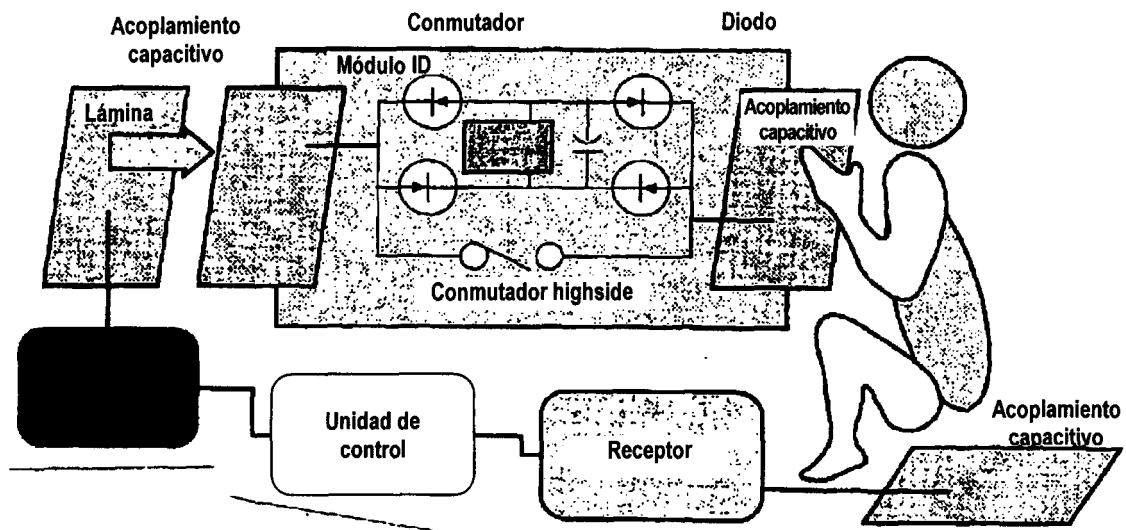 Acoplamiento
capacitivo
Conmutador
Diodo
Módulo ID
Lámina
Acoplamiento
capacitivo
Conmutador highside
Unidad de
control
Receptor
Acoplamiento
capacitivo